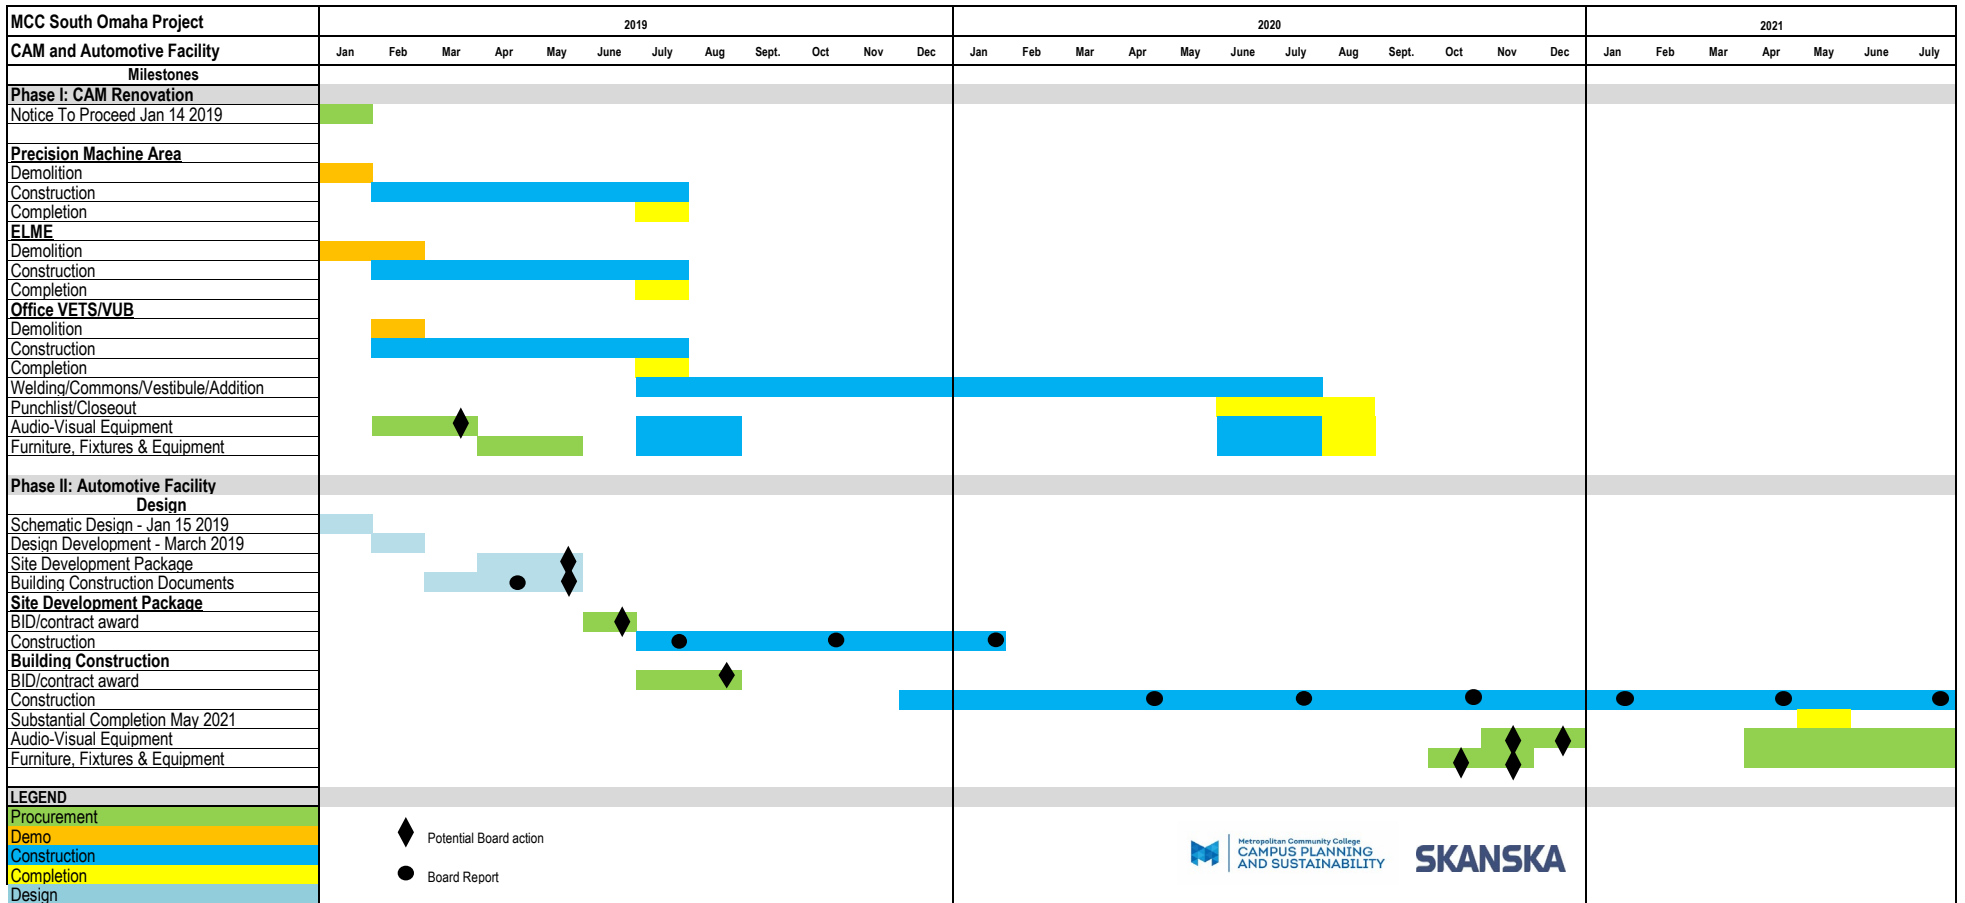 MCC South Omaha Project 2019 2020 2021
CAM and Automotive Facility Jan Feb Mar Apr May June July Aug Sept. Oct Nov Dec Jan Feb Mar Apr May June July Aug Sept. Oct Nov Dec Jan Feb Mar Apr May June July
Milestones
Phase I: CAM Renovation
Notice To Proceed Jan 14 2019
Precision Machine Area
Demolition
Construction
Completion
ELME
Demolition
Construction
Completion
Office VETS/VUB
Demolition
Construction
Completion
Welding/Commons/Vestibule/Addition
Punchlist/Closeout
Audio-Visual Equipment
Furniture, Fixtures & Equipment
Phase II: Automotive Facility
Design
Schematic Design - Jan 15 2019
Design Development - March 2019
Site Development Package
Building Construction Documents
Site Development Package
BID/contract award
Construction
Building Construction
BID/contract award
Construction
Substantial Completion May 2021
Audio-Visual Equipment
Furniture, Fixtures & Equipment
LEGEND
Procurement
Demo
Construction
Completion
Design
Potential Board action
Board Report
Metropolitan Community College
CAMPUS PLANNING
AND SUSTAINABILITY
SKANSKA